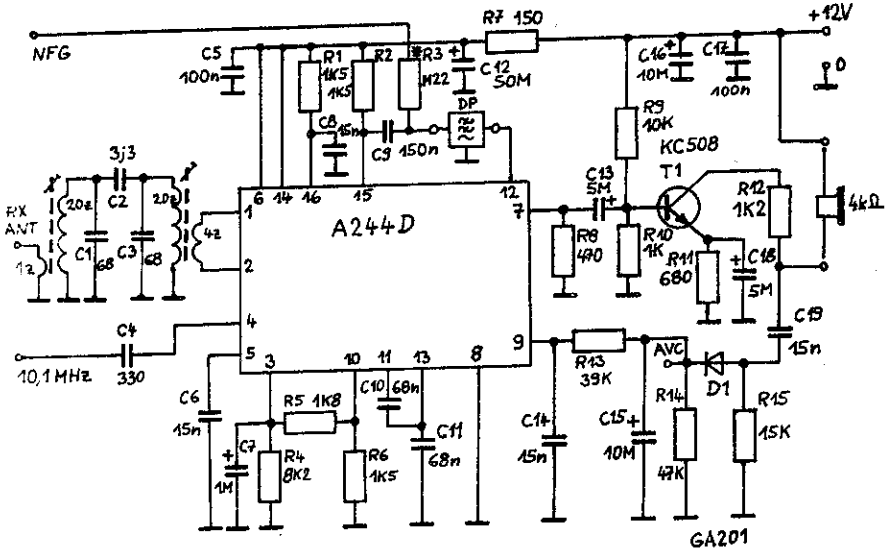 R7 150
+12V
NFG
C5
100n
R1
1K5
R2
1K5
*R3
M22
+
C12
50M
C16 +
10M
C17
100n
0
C8
15n
C9
150n
DP
R9
10K
KC508
T1
3j3
C2
20z
20z
RX
ANT
1z
C1
68
C3
68
4z
1
2
4
5
6
14
16
15
12
A244D
7
9
3
10
11
13
8
C13
5M
+
R8
470
R10
1K
R12
1K2
4kΩ
R11
680
+
C18
5M
C19
15n
C4
330
10,1MHz
C6
15n
R5 1K8
C10
68n
C7
+
1M
R4
8K2
R6
1K5
C11
68n
R13
39K
AVC
D1
C14
15n
C15 +
10M
R14
47K
R15
15K
GA201